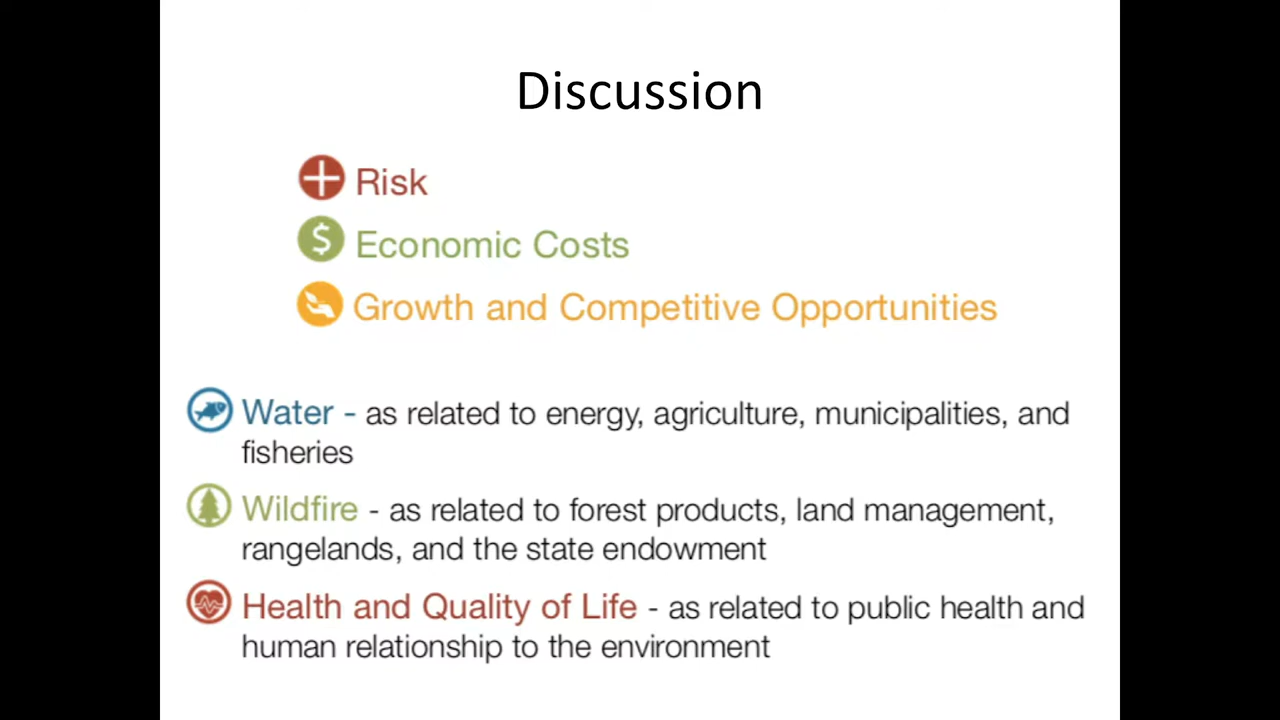 Discussion
Risk
Economic Costs
Growth and Competitive Opportunities
Water - as related to energy, agriculture, municipalities, and
fisheries
Wildfire - as related to forest products, land management,
rangelands, and the state endowment
Health and Quality of Life - as related to public health and
human relationship to the environment